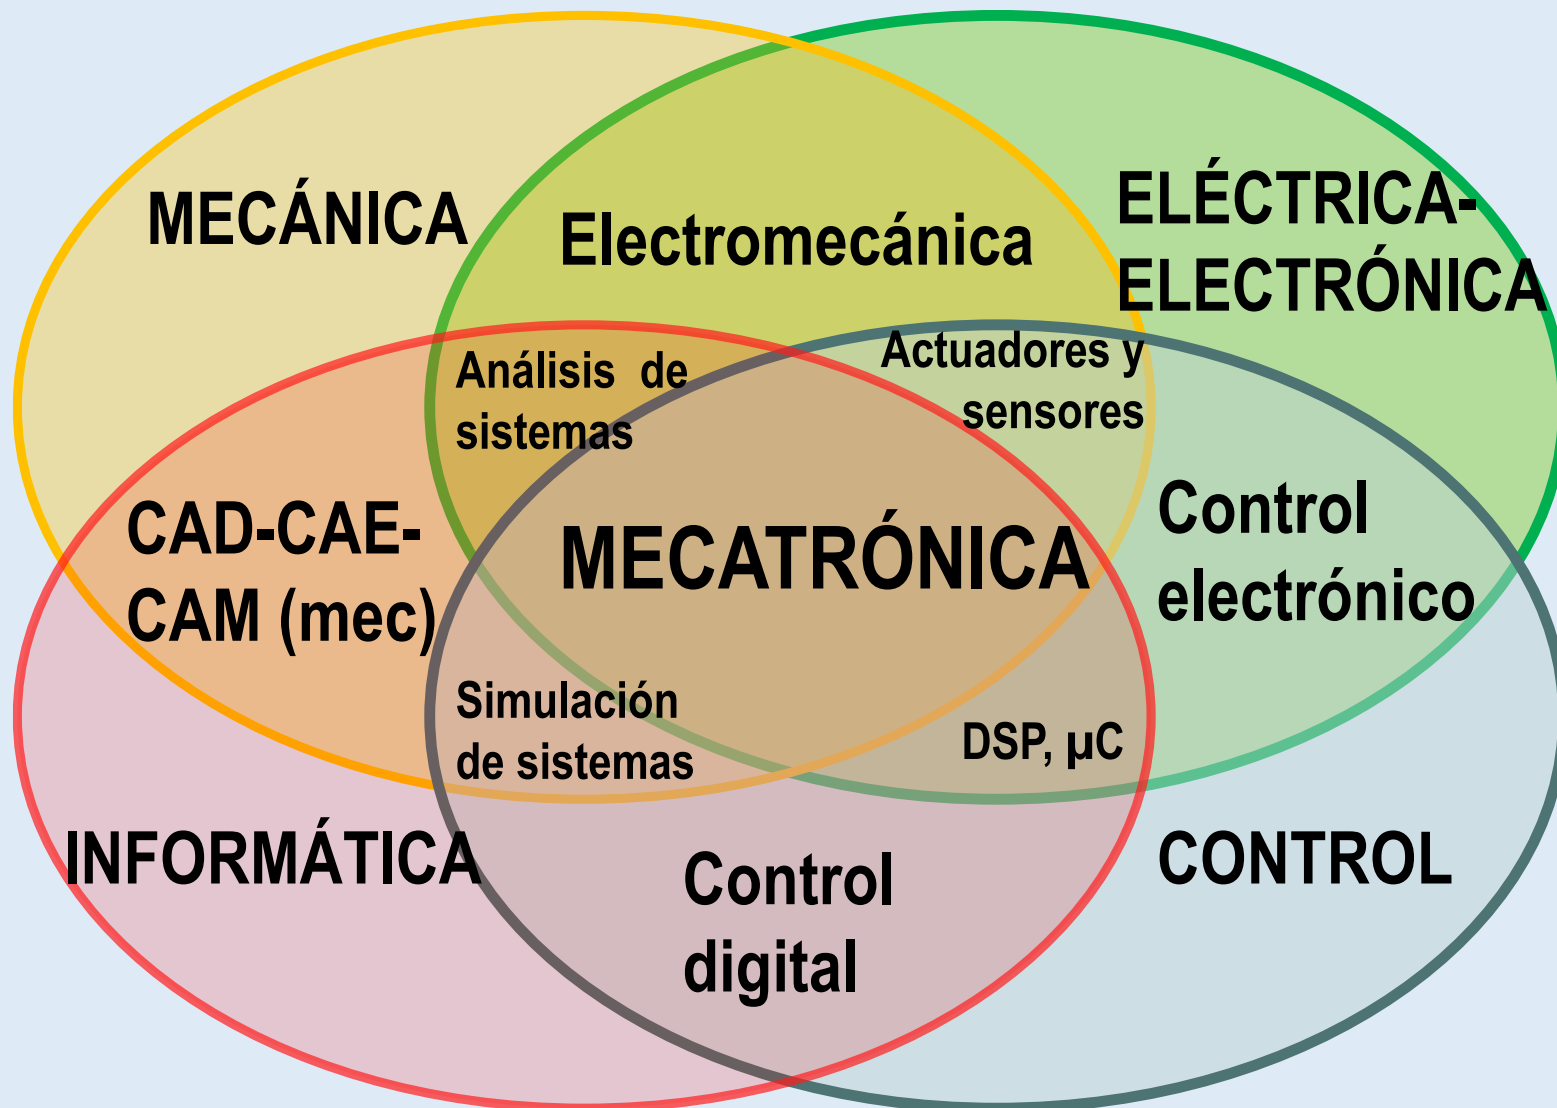 MECÁNICA
Electromecánica
ELÉCTRICA-
ELECTRÓNICA
Análisis de
sistemas
Actuadores y
sensores
CAD-CAE-
CAM (mec)
MECATRÓNICA
Control
electrónico
Simulación
de sistemas
DSP, µC
INFORMÁTICA
Control
digital
CONTROL